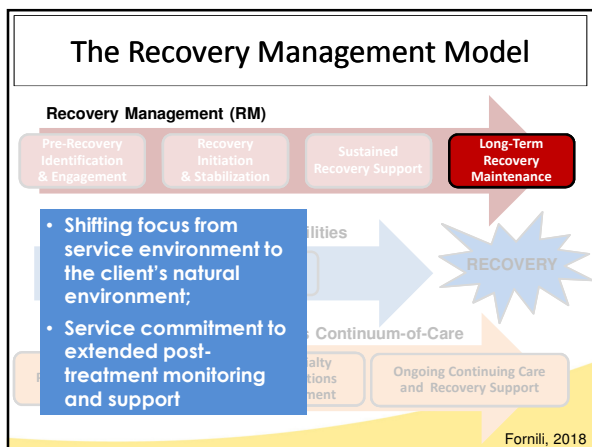 The Recovery Management Model
Recovery Management (RM)
Pre-Recovery
Identification
& Engagement
Recovery
Initiation
& Stabilization
Sustained
Recovery Support
Long-Term
Recovery
Maintenance
• Shifting focus from
service environment to
the client's natural
environment;
• Service commitment to
extended post-
treatment monitoring
and support
RECOVERY
Continuum-of-Care
Ongoing Continuing Care
and Recovery Support
Fornili, 2018